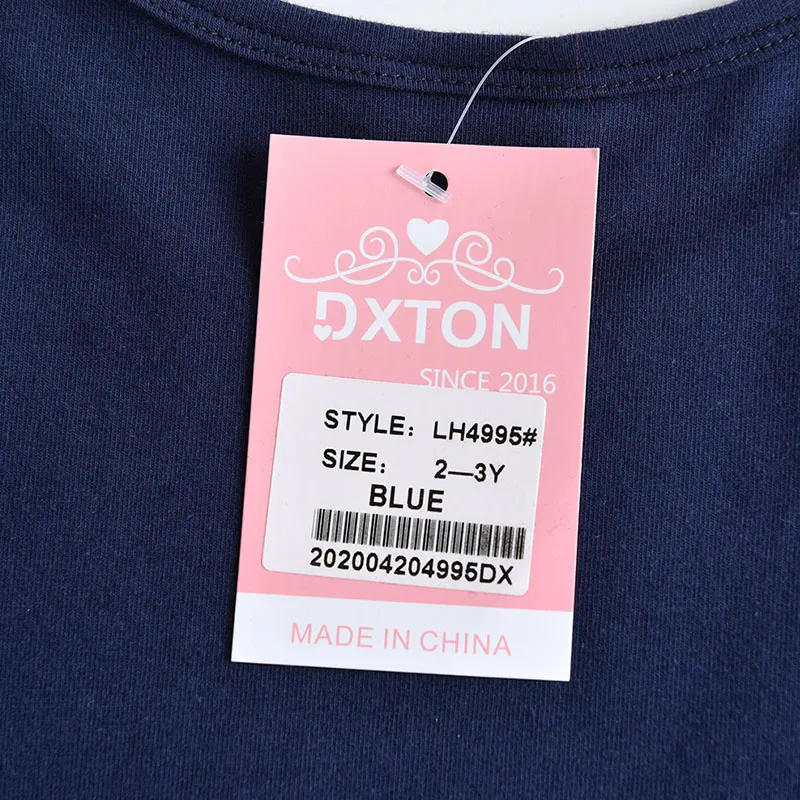 DXTON
SINCE 2016
STYLE: LH4995#
SIZE: 2—3Y
BLUE
202004204995DX
MADE IN CHINA